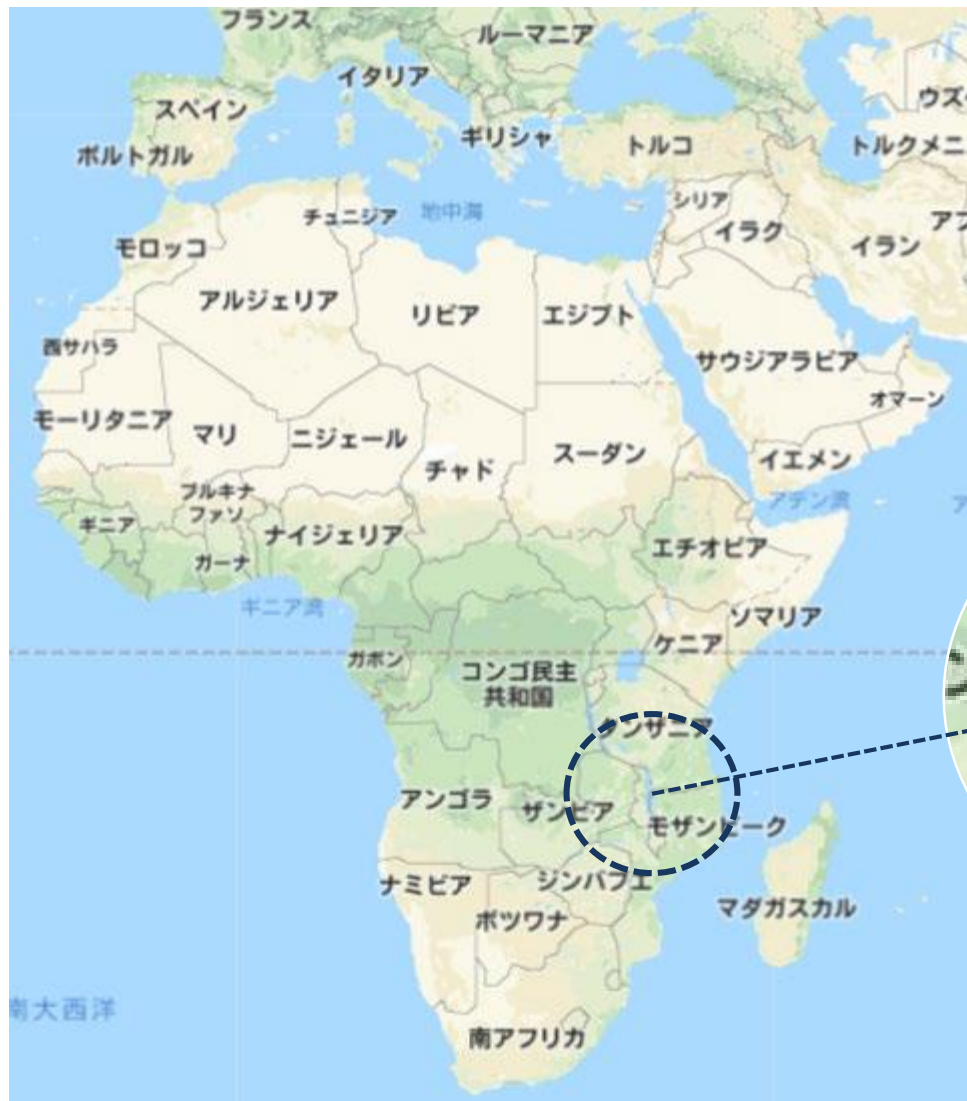 フランス
ルーマニア
イタリア
ウズ
スペイン
ギリシャ
トルコ
トルクメニ
ポルトガル
シリア
チュニジア
地中海
イラク
アフ
モロッコ
イラン
アルジェリア
リビア
エジプト
西サハラ
サウジアラビア
オマーン
モーリタニア
マリ
ニジェール
スーダン
イエメン
チャド
ブルキナ
ファソ
アデン湾
ア
ギニア
ナイジェリア
エチオピア
ガーナ
ギニア湾
ソマリア
ケニア
ガボン
コンゴ民主
共和国
タンザニア
アンゴラ
ザンビア
モザンビーク
ナミビア
ジンバブエ
ボツワナ
マダガスカル
南大西洋
南アフリカ